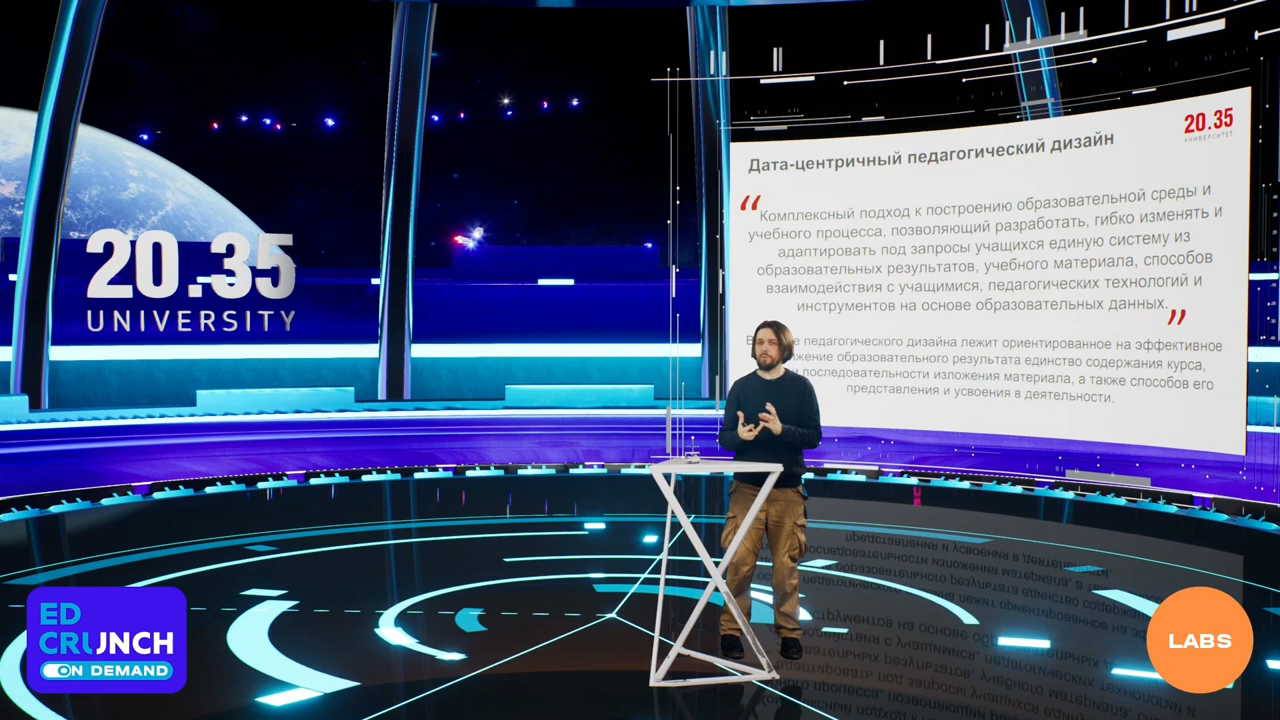 20.35
UNIVERSITY
20.35
УНИВЕРСИТЕТ
Дата-центричный педагогический дизайн
“Комплексный подход к построению образовательной среды и
учебного процесса, позволяющий разработать, гибко изменять и
адаптировать под запросы учащихся единую систему из
образовательных результатов, учебного материала, способов
взаимодействия с учащимися, педагогических технологий и
инструментов на основе образовательных данных.”
педагогического дизайна лежит ориентированное на эффективное
образовательного результата единство содержания курса,
и последовательности изложения материала, а также способов его
представления и усвоения в деятельности.
ED
CRUNCH
ON DEMAND
LABS